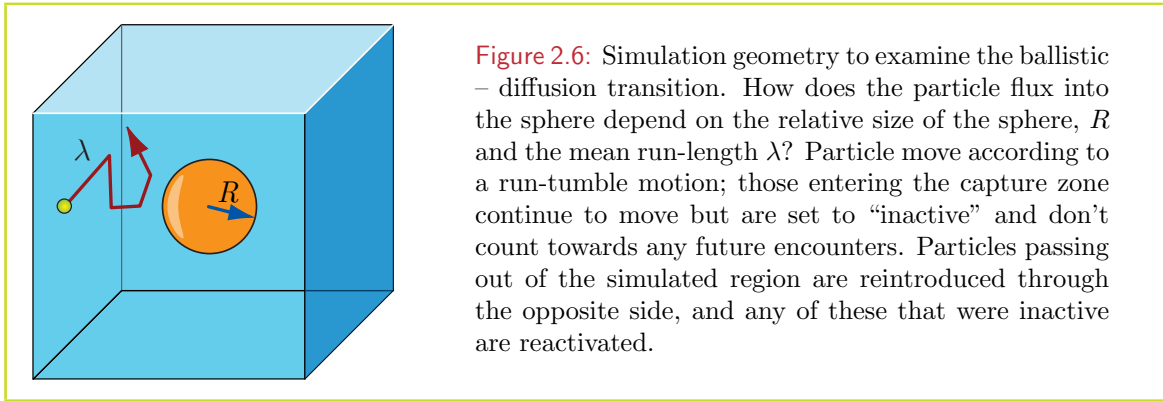 λ
R
Figure 2.6: Simulation geometry to examine the ballistic
– diffusion transition. How does the particle flux into
the sphere depend on the relative size of the sphere, R
and the mean run-length λ? Particle move according to
a run-tumble motion; those entering the capture zone
continue to move but are set to “inactive” and don’t
count towards any future encounters. Particles passing
out of the simulated region are reintroduced through
the opposite side, and any of these that were inactive
are reactivated.